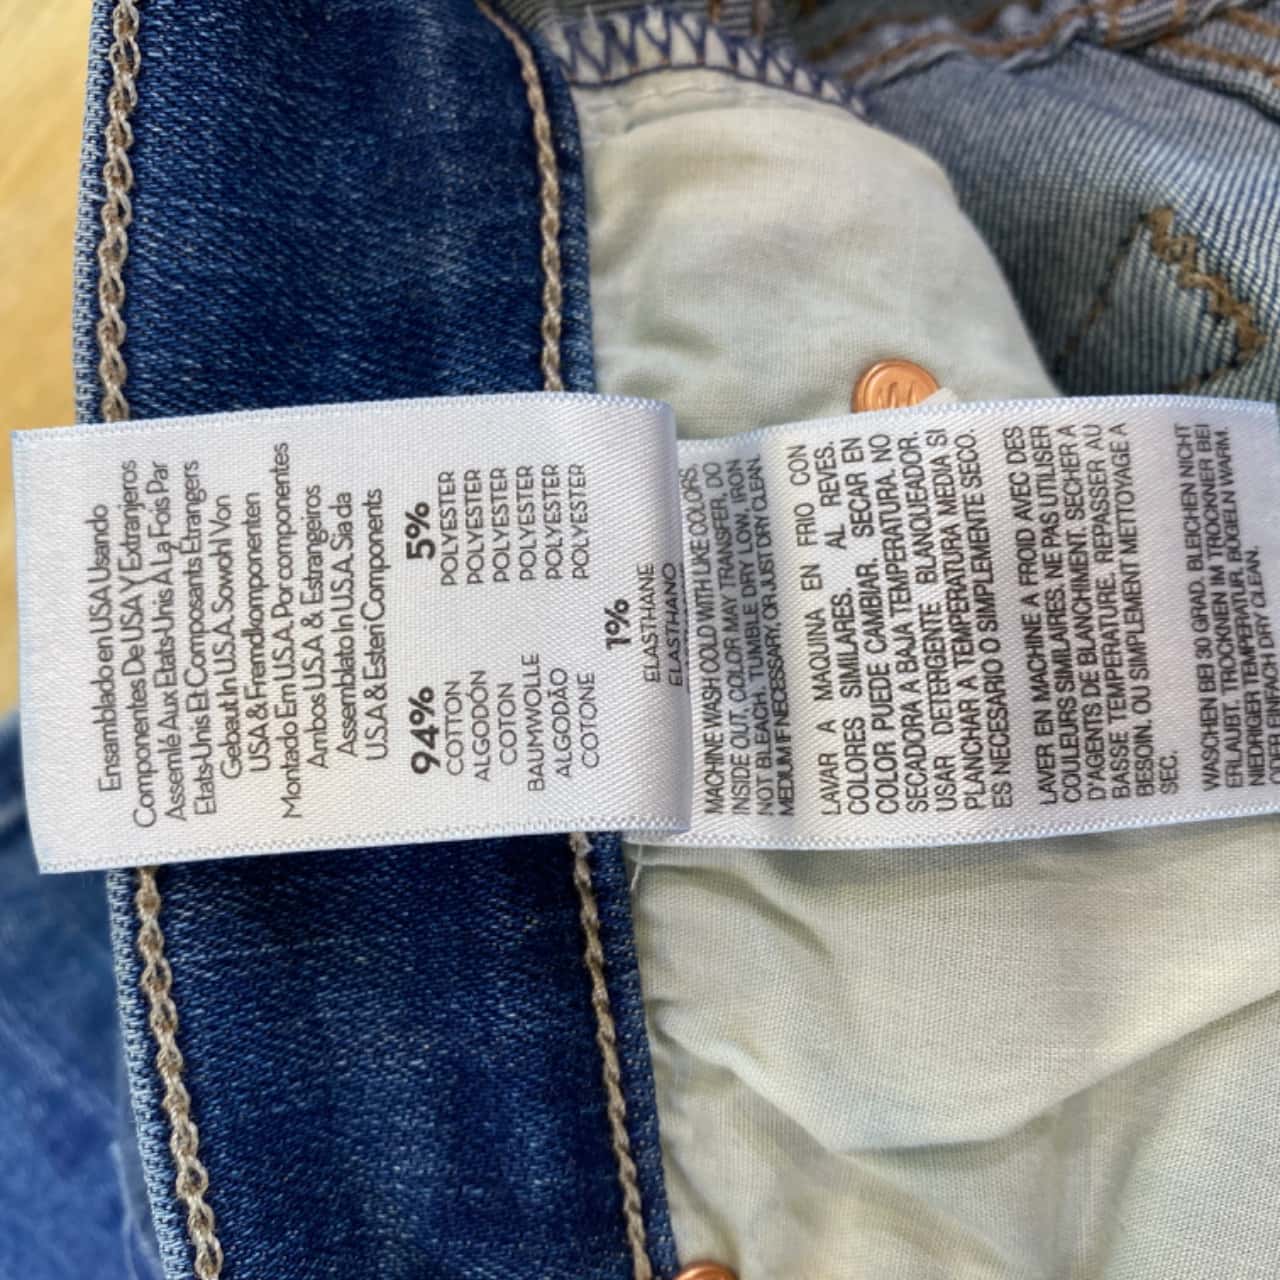 Ensamblado en USA Usando
Componentes De USA Y Extranjeros
Assemlé Aux Etats-Unis À La Fois Par
Etats-Unis Et Composants Etrangers
Gebaut In U.S.A. Sowohl Von
USA & Fremdkomponenten
Montado Em U.S.A. Por componentes
Ambos U.S.A & Estrangeiros
Assemblato In U.S.A. Sia da
U.S.A & Esteri Components
94% 5%
COTTON POLYESTER
ALGODÓN POLYESTER
COTON POLYESTER
BAUMWOLLE POLYESTER
ALGODÃO POLYESTER
COTONE POLYESTER
1%
ELASTHANE
ELASTHANO
MACHINE WASH COLD WITH LIKE COLORS.
INSIDE OUT, COLOR MAY TRANSFER, DO
NOT BLEACH. TUMBLE DRY LOW. IRON
MEDIUM IF NECESSARY, OR JUST DRY CLEAN.
LAVAR A MAQUINA EN FRIO CON
COLORES SIMILARES. AL REVES.
COLOR PUEDE CAMBIAR. SECAR EN
SECADORA A BAJA TEMPERATURA. NO
USAR DETERGENTE BLANQUEADOR.
PLANCHAR A TEMPERATURA MEDIA SI
ES NECESARIO O SIMPLEMENTE SECO.
LAVER EN MACHINE A FROID AVEC DES
COULEURS SIMILAIRES. NE PAS UTILISER
D'AGENTS DE BLANCHIMENT. SECHER A
BASSE TEMPERATURE. REPASSER AU
BESOIN. OU SIMPLEMENT METTOYAGE A
SEC.
WASCHEN BEI 30 GRAD. BLEICHEN NICHT
ERLAUBT. TROCKNEN IM TROCKNER BEI
NIEDRIGER TEMPERATUR. BÜGELN WARM.
ODER EINFACH DRY CLEAN.